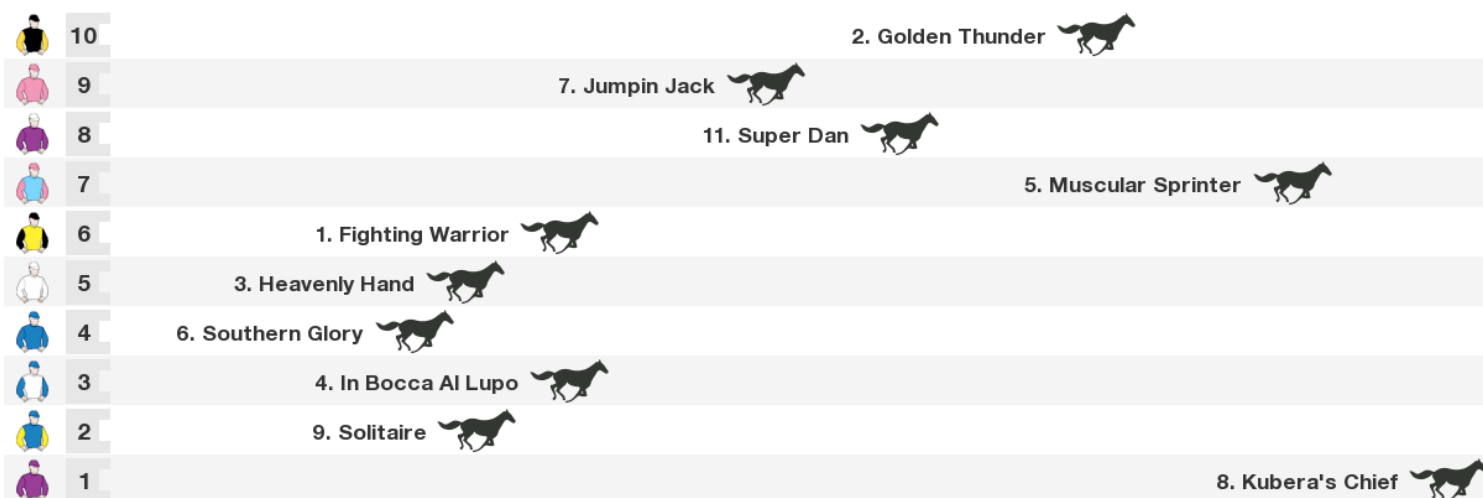 10 2. Golden Thunder
9 7. Jumpin Jack
8 11. Super Dan
7 5. Muscular Sprinter
6 1. Fighting Warrior
5 3. Heavenly Hand
4 6. Southern Glory
3 4. In Bocca Al Lupo
2 9. Solitaire
1 8. Kubera's Chief